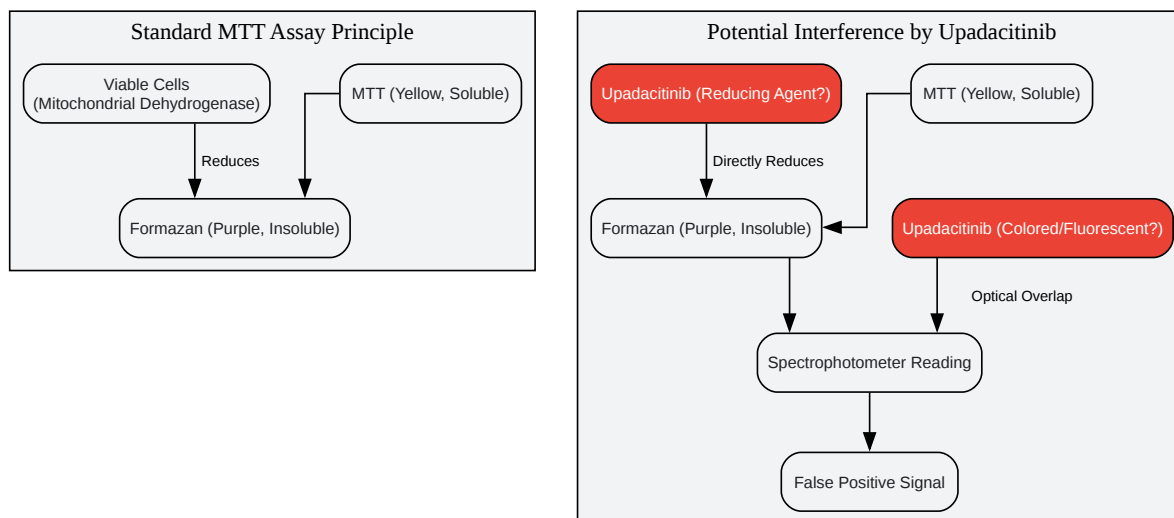 Standard MTT Assay Principle
Viable Cells
(Mitochondrial Dehydrogenase)
MTT (Yellow, Soluble)
Reduces
Formazan (Purple, Insoluble)
Potential Interference by Upadacitinib
Upadacitinib (Reducing Agent?)
MTT (Yellow, Soluble)
Directly Reduces
Formazan (Purple, Insoluble)
Upadacitinib (Colored/Fluorescent?)
Optical Overlap
Spectrophotometer Reading
False Positive Signal